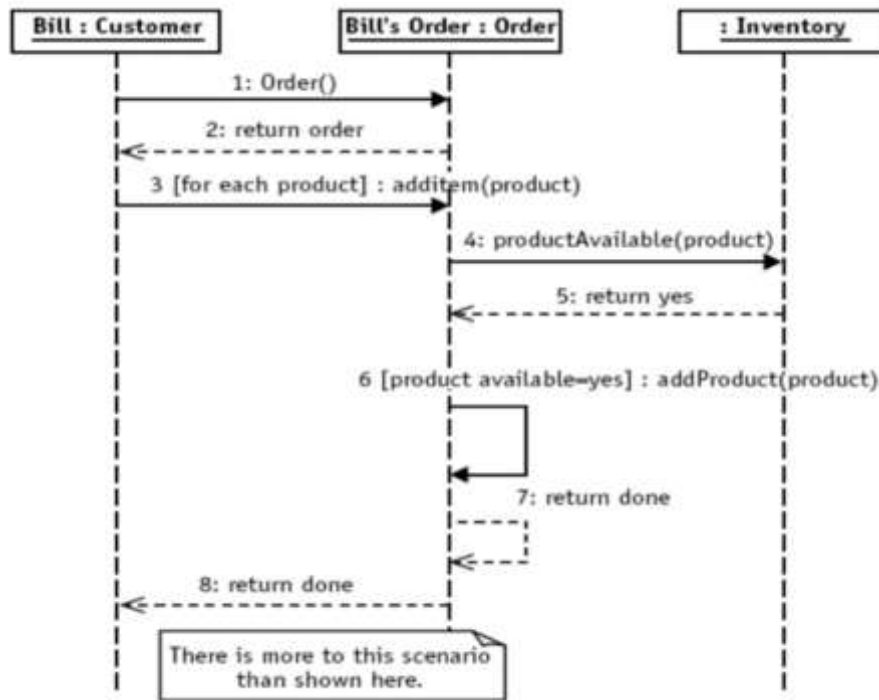 Bill : Customer
Bill's Order : Order
: Inventory
1: Order()
2: return order
3 [for each product] : additem(product)
4: productAvailable(product)
5: return yes
6 [product available=yes] : addProduct(product)
7: return done
8: return done
There is more to this scenario
than shown here.